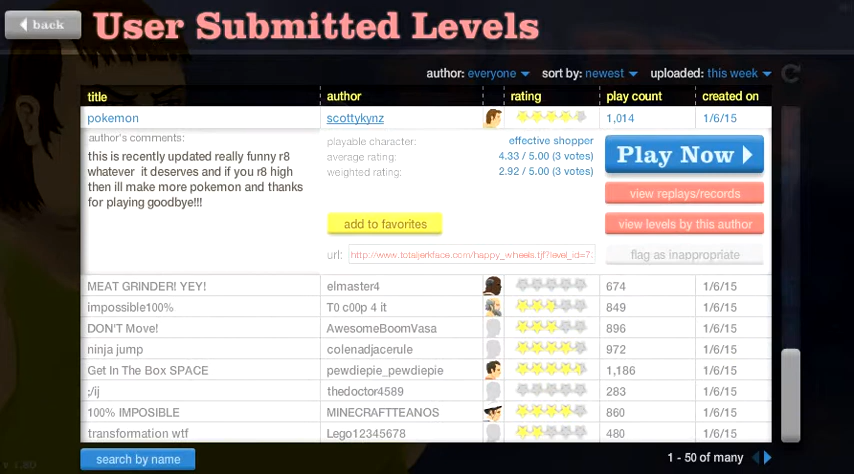 back
User Submitted Levels
author: everyone sort by: newest uploaded: this week
title author rating play count created on
pokemon scottykynz 1,014 1/6/15
author's comments:
this is recently updated really funny r8
whatever it deserves and if you r8 high
then ill make more pokemon and thanks
for playing goodbye!!!
playable character: effective shopper
average rating: 4.33 / 5.00 (3 votes)
weighted rating: 2.92 / 5.00 (3 votes)
add to favorites
url: http://www.totaljerkface.com/happy_wheels.tjf?level_id=7
Play Now
view replays/records
view levels by this author
flag as inappropriate
MEAT GRINDER! YEY! elmaster4 674 1/6/15
impossible100% T0 c00p 4 it 849 1/6/15
DON'T Move! AwesomeBoomVasa 896 1/6/15
ninja jump colenadjacerule 972 1/6/15
Get In The Box SPACE pewdiepie_pewdiepie 1,186 1/6/15
;/ij thedoctor4589 283 1/6/15
100% IMPOSIBLE MINECRAFTTEANOS 860 1/6/15
transformation wtf Lego12345678 480 1/6/15
search by name
1 - 50 of many